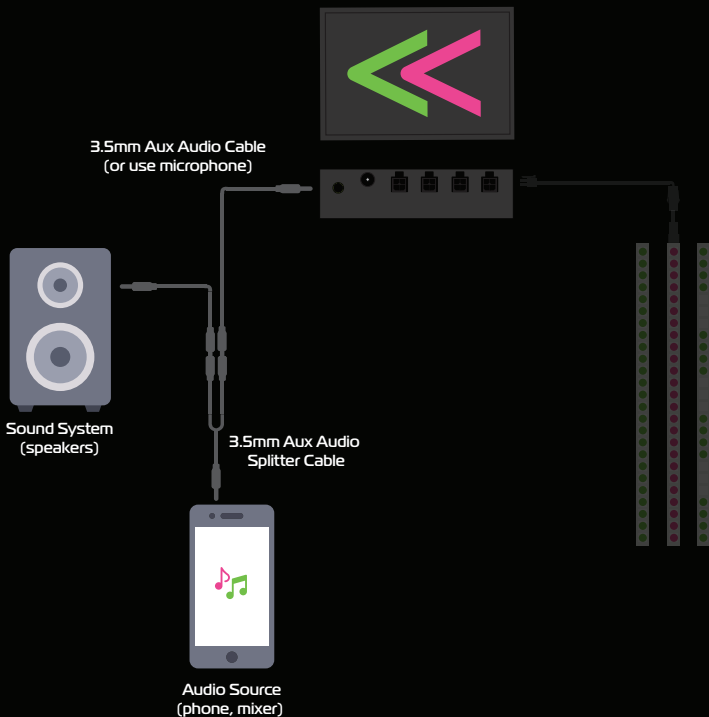 3.5mm Aux Audio Cable
(or use microphone)
Sound System
(speakers)
3.5mm Aux Audio
Splitter Cable
Audio Source
(phone, mixer)